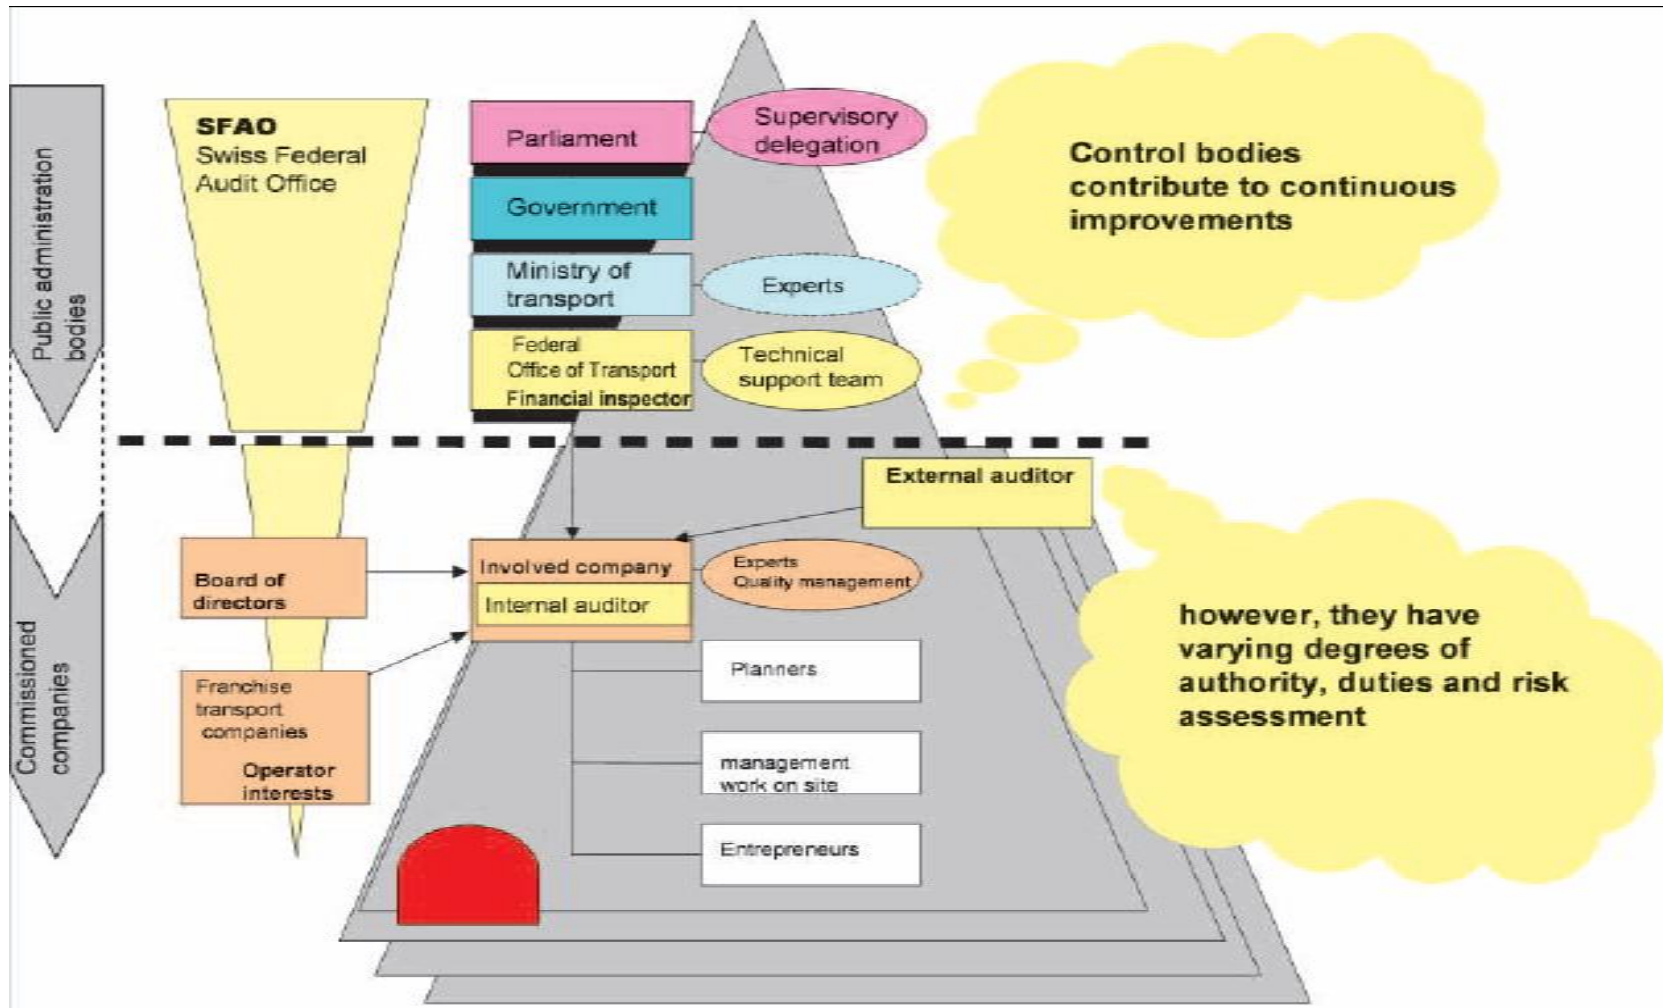 Public administration
bodies
Commissioned
companies
SFAO
Swiss Federal
Audit Office
Parliament
Supervisory
delegation
Government
Ministry of
transport
Experts
Federal
Office of Transport
Financial inspector
Technical
support team
Control bodies
contribute to continuous
improvements
External auditor
Board of
directors
Involved company
Internal auditor
Experts
Quality management
Franchise
transport
companies
Operator
interests
Planners
management
work on site
Entrepreneurs
however, they have
varying degrees of
authority, duties and risk
assessment